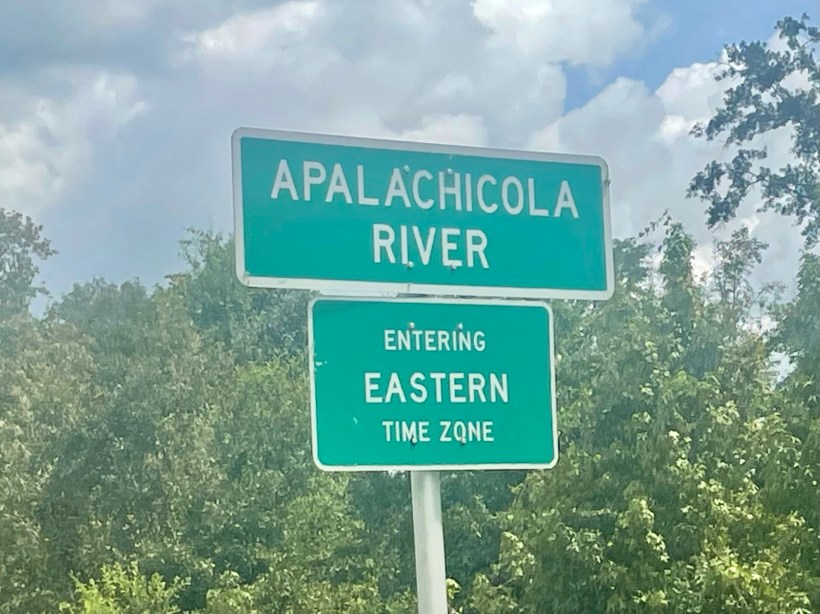 APALACHICOLA
RIVER
ENTERING
EASTERN
TIME ZONE